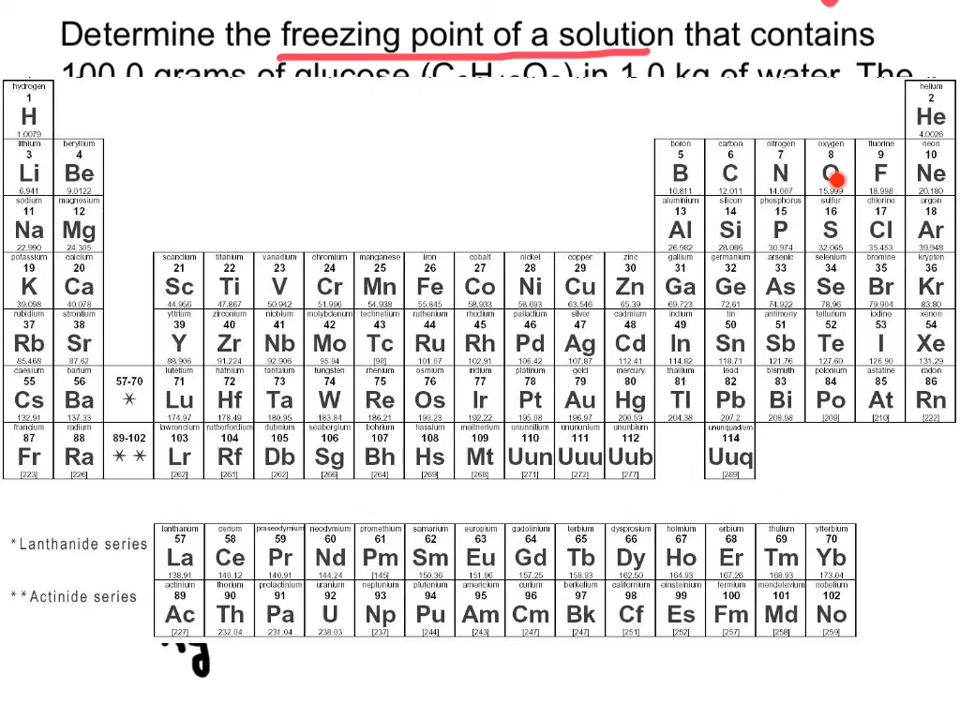 Determine the freezing point of a solution that contains
100.0 grams of glucose (C₆H₁₂O₆) in 1.0 kg of water. The
hydrogen helium
1 2
H He
1.0079 4.0026
lithium beryllium boron carbon nitrogen oxygen fluorine neon
3 4 5 6 7 8 9 10
Li Be B C N O F Ne
6.941 9.0122 10.811 12.011 14.007 15.999 18.998 20.180
sodium magnesium aluminium silicon phosphorus sulfur chlorine argon
11 12 13 14 15 16 17 18
Na Mg Al Si P S Cl Ar
22.990 24.305 26.982 28.086 30.974 32.065 35.453 39.948
potassium calcium scandium titanium vanadium chromium manganese iron cobalt nickel copper zinc gallium germanium arsenic selenium bromine krypton
19 20 21 22 23 24 25 26 27 28 29 30 31 32 33 34 35 36
K Ca Sc Ti V Cr Mn Fe Co Ni Cu Zn Ga Ge As Se Br Kr
39.098 40.078 44.956 47.867 50.942 51.996 54.938 55.845 58.933 58.693 63.546 65.39 69.723 72.61 74.922 78.96 79.904 83.80
rubidium strontium yttrium zirconium niobium molybdenum technetium ruthenium rhodium palladium silver cadmium indium tin antimony tellurium iodine xenon
37 38 39 40 41 42 43 44 45 46 47 48 49 50 51 52 53 54
Rb Sr Y Zr Nb Mo Tc Ru Rh Pd Ag Cd In Sn Sb Te I Xe
85.468 87.62 88.906 91.224 92.906 95.94 [98] 101.07 102.91 106.42 107.87 112.41 114.82 118.71 121.76 127.60 126.90 131.29
caesium barium lutetium hafnium tantalum tungsten rhenium osmium iridium platinum gold mercury thallium lead bismuth polonium astatine radon
55 56 57-70 71 72 73 74 75 76 77 78 79 80 81 82 83 84 85 86
Cs Ba * Lu Hf Ta W Re Os Ir Pt Au Hg Tl Pb Bi Po At Rn
132.91 137.33 174.97 178.49 180.95 183.84 186.21 190.23 192.22 195.08 196.97 200.59 204.38 207.2 208.98 [209] [210] [222]
francium radium lawrencium rutherfordium dubnium seaborgium bohrium hassium meitnerium ununnilium unununium ununbium ununquadium
87 88 89-102 103 104 105 106 107 108 109 110 111 112 114
Fr Ra * * Lr Rf Db Sg Bh Hs Mt Uun Uuu Uub Uuq
[223] [226] [262] [261] [262] [266] [264] [269] [268] [271] [272] [277] [289]
lanthanum cerium praseodymium neodymium promethium samarium europium gadolinium terbium dysprosium holmium erbium thulium ytterbium
57 58 59 60 61 62 63 64 65 66 67 68 69 70
*Lanthanide series La Ce Pr Nd Pm Sm Eu Gd Tb Dy Ho Er Tm Yb
138.91 140.12 140.91 144.24 [145] 150.36 151.96 157.25 158.93 162.50 164.93 167.26 168.93 173.04
actinium thorium protactinium uranium neptunium plutonium americium curium berkelium californium einsteinium fermium mendelevium nobelium
89 90 91 92 93 94 95 96 97 98 99 100 101 102
**Actinide series Ac Th Pa U Np Pu Am Cm Bk Cf Es Fm Md No
[227] 232.04 231.04 238.03 [237] [244] [243] [247] [247] [251] [252] [257] [258] [259]